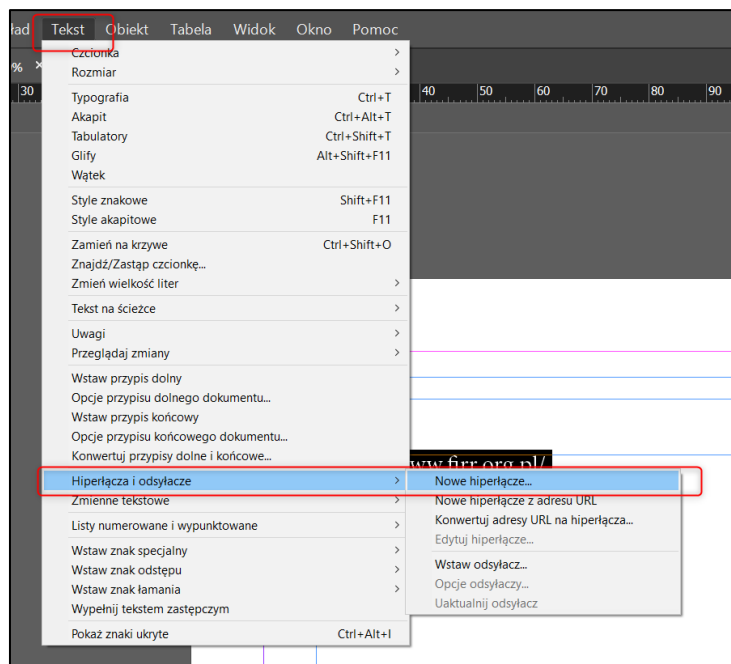 ad Tekst Obiekt Tabela Widok Okno Pomoc
% ×
30 40 50 60 70 80 90
Czcionka
Rozmiar
Typografia Ctrl+T
Akapit Ctrl+Alt+T
Tabulatory Ctrl+Shift+T
Glify Alt+Shift+F11
Wątek
Style znakowe Shift+F11
Style akapitowe F11
Zamień na krzywe Ctrl+Shift+O
Znajdź/Zastąp czcionkę...
Zmień wielkość liter
Tekst na ścieżce
Uwagi
Przeglądaj zmiany
Wstaw przypis dolny
Opcje przypisu dolnego dokumentu...
Wstaw przypis końcowy
Opcje przypisu końcowego dokumentu...
Konwertuj przypisy dolne i końcowe...
ww.firr.org.pl/
Hiperłącza i odsyłacze
Zmienne tekstowe
Listy numerowane i wypunktowane
Wstaw znak specjalny
Wstaw znak odstępu
Wstaw znak łamania
Wypełnij tekstem zastępczym
Pokaż znaki ukryte Ctrl+Alt+I
Nowe hiperłącze...
Nowe hiperłącze z adresu URL
Konwertuj adresy URL na hiperłącza...
Edytuj hiperłącze...
Wstaw odsyłacz...
Opcje odsyłaczy...
Uaktualnij odsyłacz